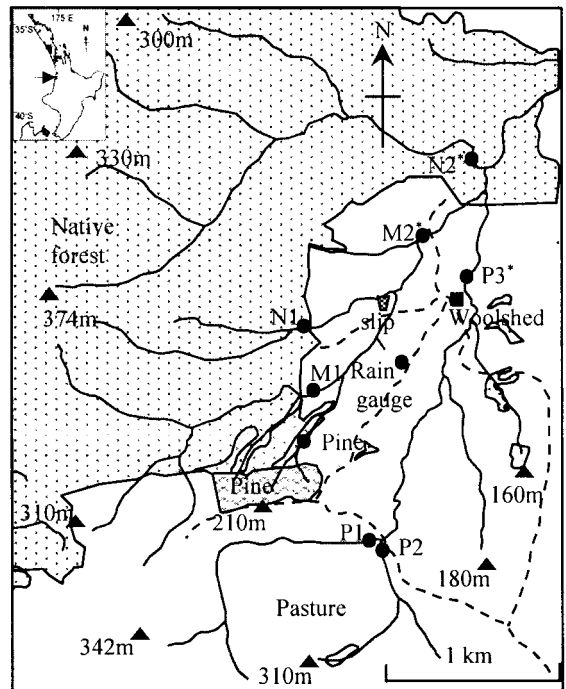 175 E
35°S
N
40°S
300m
N
330m
N2*
Native
forest
M2*
P3*
374m
N1
slip
Woolshed
M1
Rain
gauge
Pine
Pine
160m
310m
210m
P1
P2
180m
Pasture
342m
310m
1 km